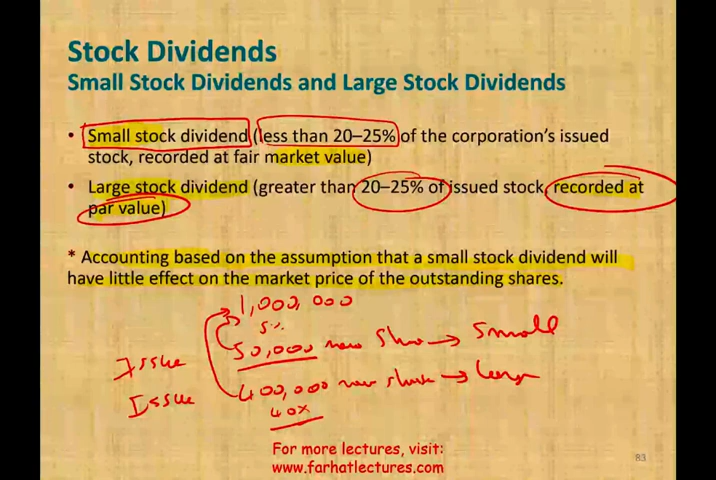 Stock Dividends
Small Stock Dividends and Large Stock Dividends
• Small stock dividend (less than 20–25% of the corporation's issued
stock, recorded at fair market value)
• Large stock dividend (greater than 20–25% of issued stock, recorded at
par value)
* Accounting based on the assumption that a small stock dividend will
have little effect on the market price of the outstanding shares.
1,000,000
5%
Issue 50,000 new → Small
Issue 400,000 new →
40%
For more lectures, visit:
www.farhatlectures.com
83